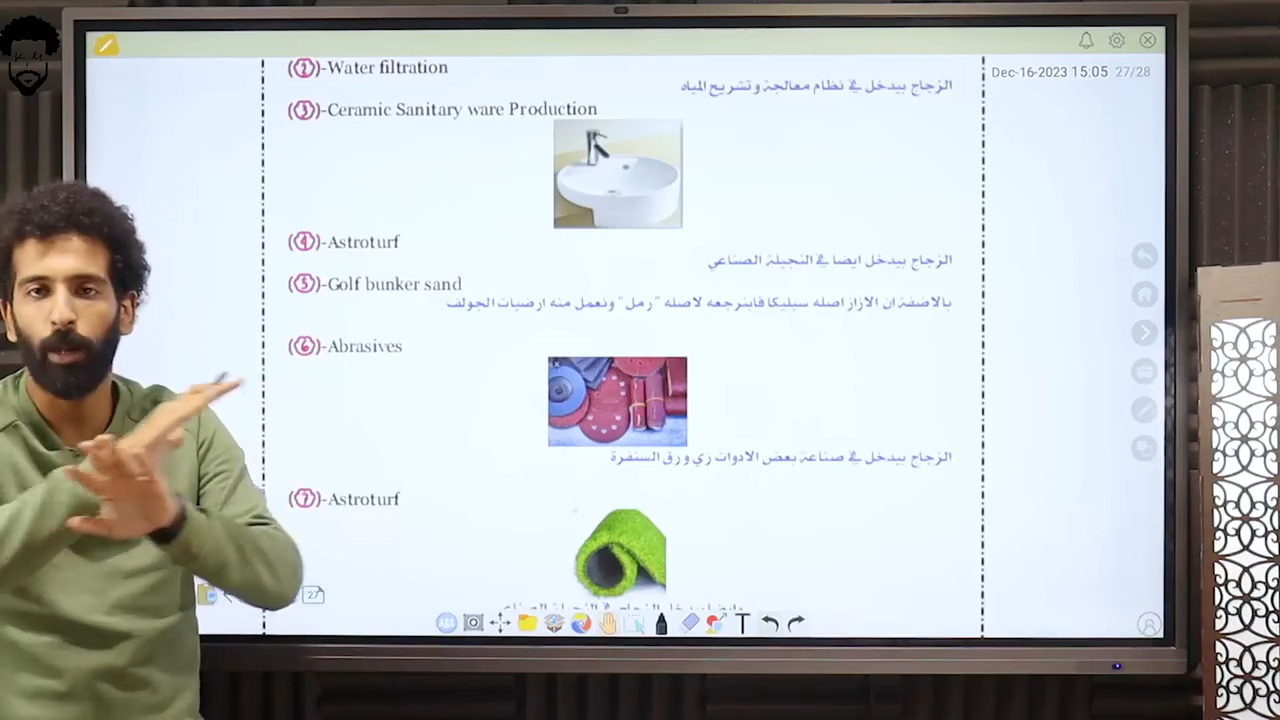 Dec-16-2023 15:05 27/28
(2)-Water filtration
الزجاج بيدخل في نظام معالجة وتشريح المياه
(3)-Ceramic Sanitary ware Production
(4)-Astroturf
الزجاج بيدخل ايضا في النجيلة الصناعي
(5)-Golf bunker sand
بالاضفة ان الازاز اصله سيليكا فابنرجعه لاصله "رمل" ونعمل منه ارضيات الجولف
(6)-Abrasives
الزجاج بيدخل في صناعة بعض الادوات زي ورق السنفرة
(7)-Astroturf
27
T